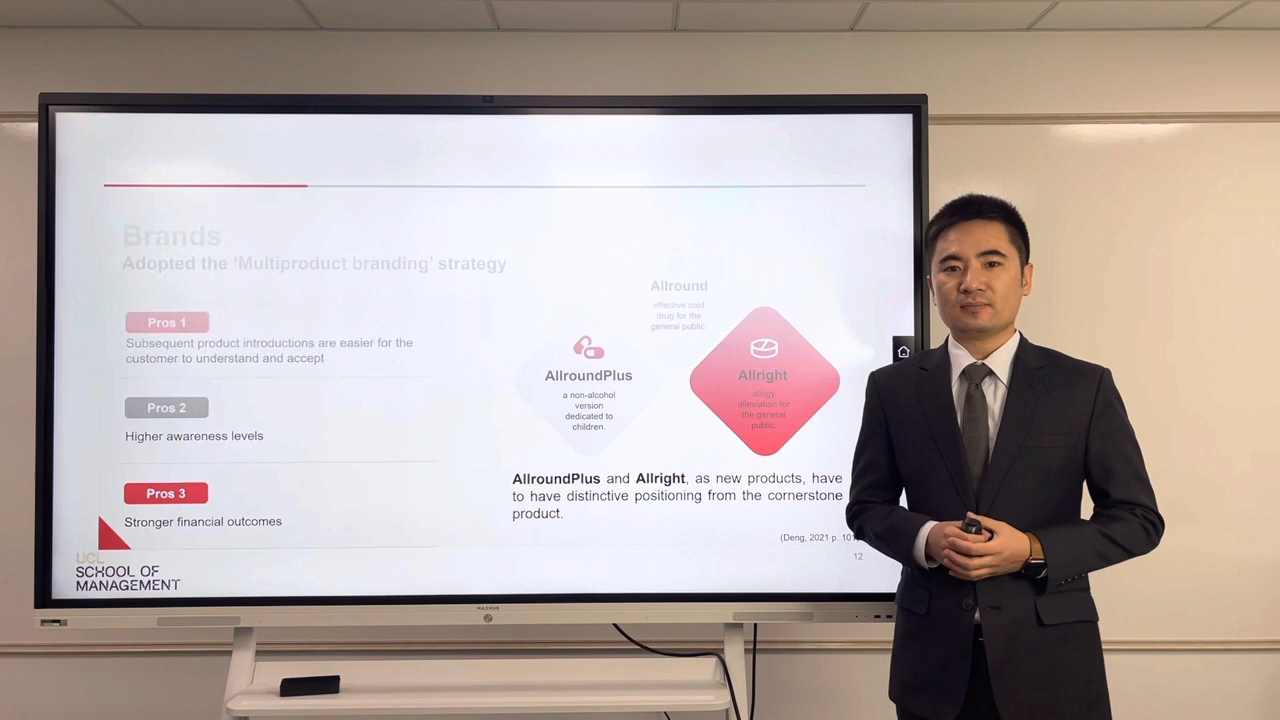 Brands
Adopted the ‘Multiproduct branding’ strategy
Pros 1
Subsequent product introductions are easier for the
customer to understand and accept
Pros 2
Higher awareness levels
Pros 3
Stronger financial outcomes
Allround
effective cold
drug for the
general public.
AllroundPlus
a non-alcohol
version
dedicated to
children.
Allright
allegy
alleviation for
the general
public.
AllroundPlus and Allright, as new products, have
to have distinctive positioning from the cornerstone
product.
(Deng, 2021 p. 101
12
UCL
SCHOOL OF
MANAGEMENT
MAXHUB